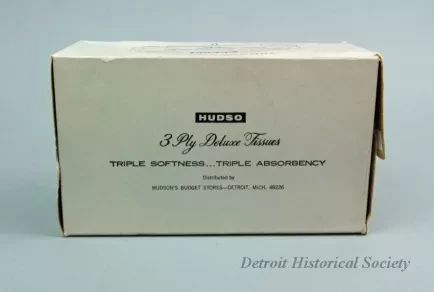 HUDSO
3 Ply Deluxe Tissues
TRIPLE SOFTNESS...TRIPLE ABSORBENCY
Distributed by
HUDSON'S BUDGET STORES—DETROIT, MICH. 48226
Detroit Historical Society